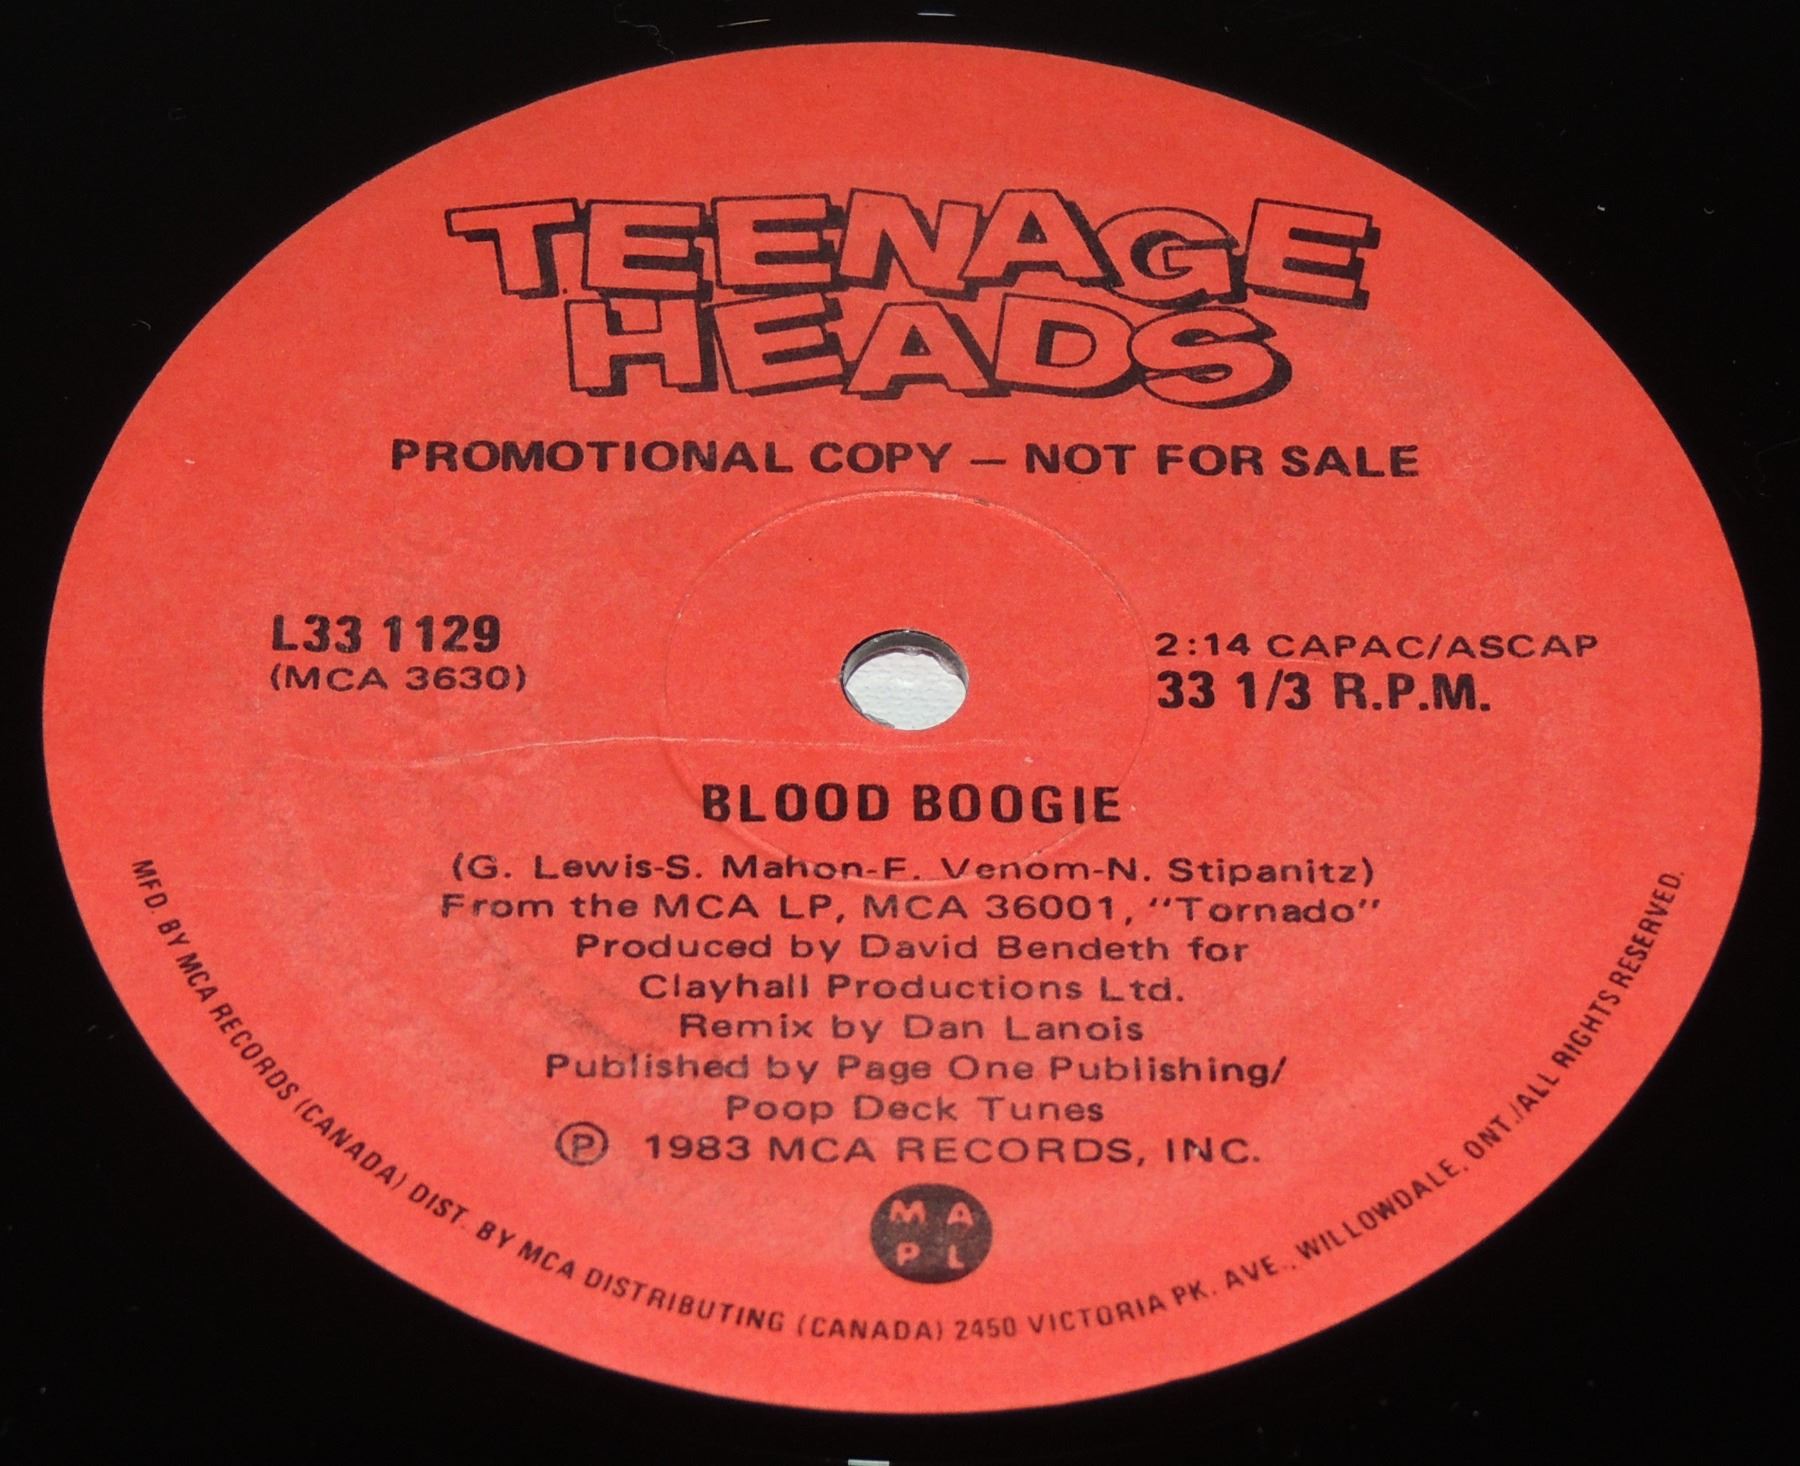 TEENAGE
HEADS
PROMOTIONAL COPY — NOT FOR SALE
L33 1129
(MCA 3630)
2:14 CAPAC/ASCAP
33 1/3 R.P.M.
BLOOD BOOGIE
(G. Lewis-S. Mahon-F. Venom-N. Stipanitz)
From the MCA LP, MCA 36001, "Tornado"
Produced by David Bendeth for
Clayhall Productions Ltd.
Remix by Dan Lanois
Published by Page One Publishing/
Poop Deck Tunes
Ⓟ 1983 MCA RECORDS, INC.
M A
P L
MFD. BY MCA RECORDS (CANADA) DIST. BY MCA DISTRIBUTING (CANADA) 2450 VICTORIA PK. AVE., WILLOWDALE, ONT./ALL RIGHTS RESERVED.